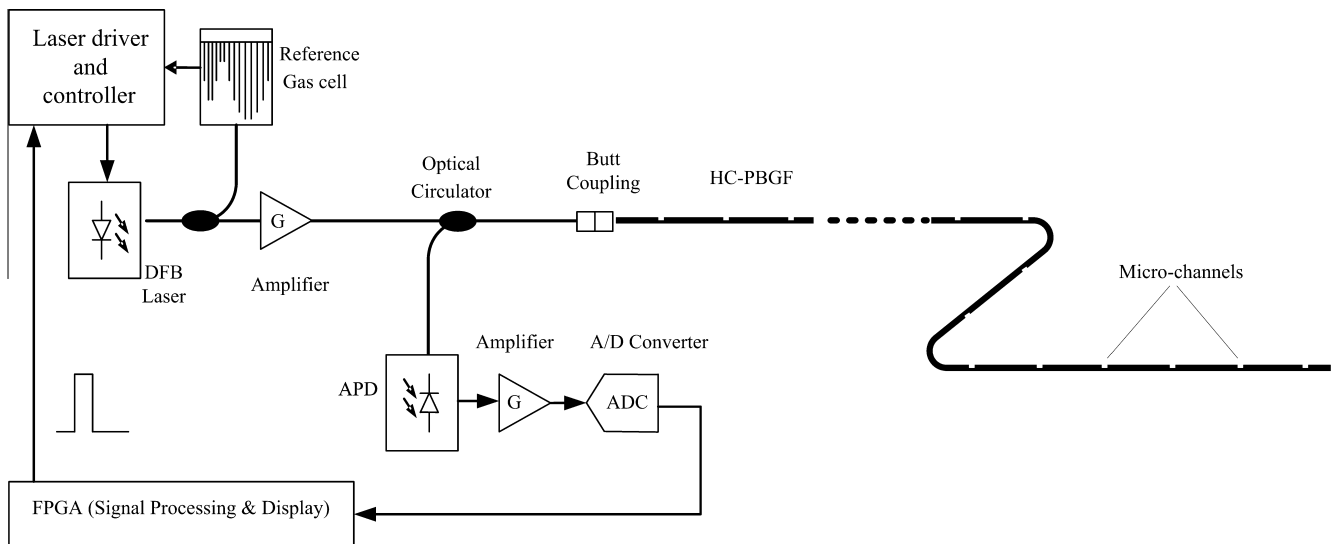 Laser driver
and
controller
Reference
Gas cell
Optical
Circulator
Butt
Coupling
HC-PBGF
G
DFB
Laser
Amplifier
Micro-channels
Amplifier
A/D Converter
APD
G
ADC
FPGA (Signal Processing & Display)